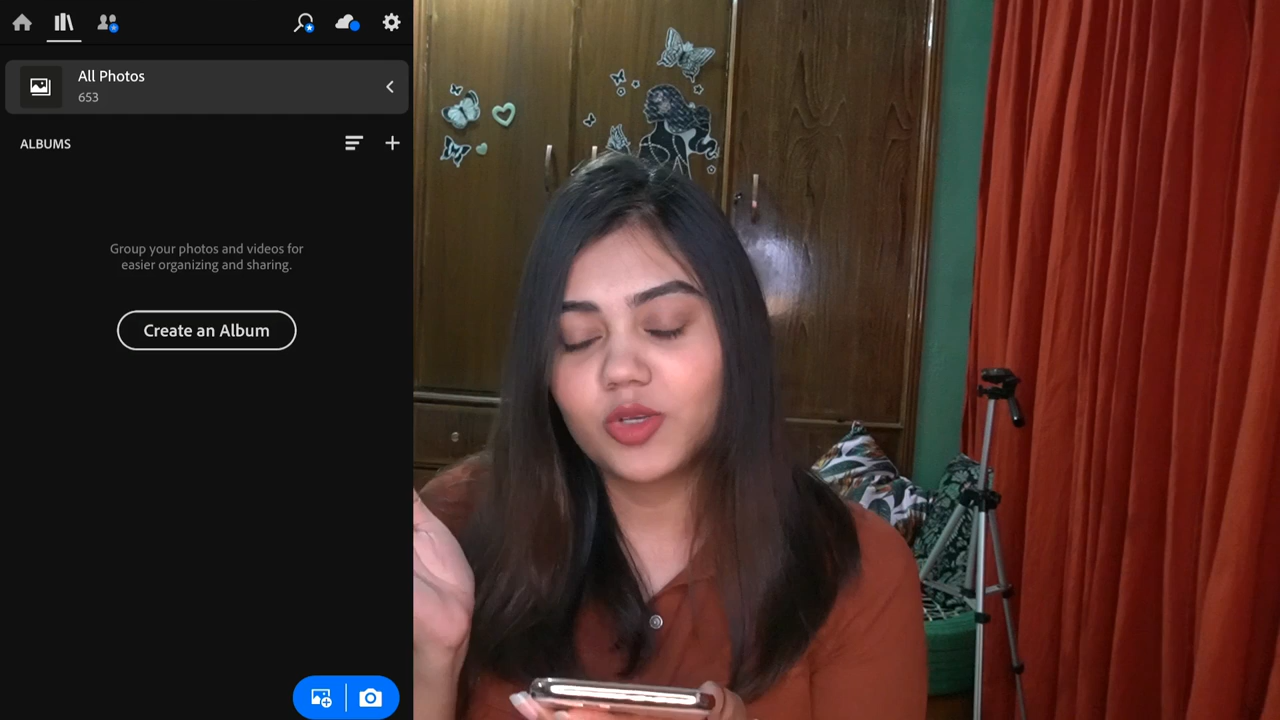 All Photos
653
ALBUMS
Group your photos and videos for
easier organizing and sharing.
Create an Album